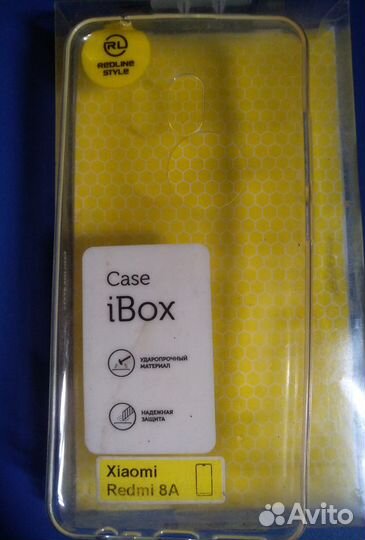 RL
REDLINE
STYLE
Case
iBox
УДАРОПРОЧНЫЙ
МАТЕРИАЛ
НАДЕЖНАЯ
ЗАЩИТА
Xiaomi
Redmi 8A
Avito